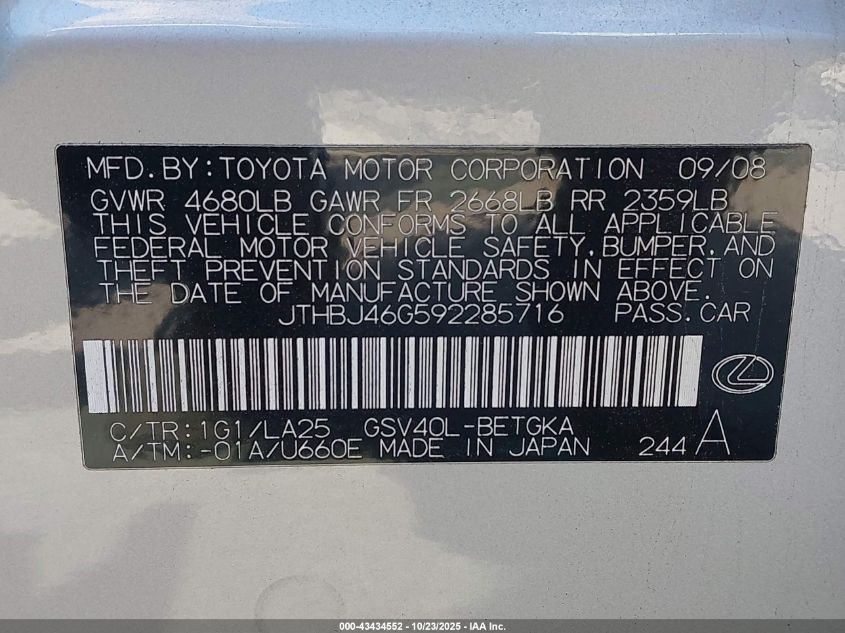 MFD.BY:TOYOTA MOTOR CORPORATION 09/08
GVWR 4680LB GAWR FR 2668LB RR 2359LB
THIS VEHICLE CONFORMS TO ALL APPLICABLE
FEDERAL MOTOR VEHICLE SAFETY,BUMPER,AND
THEFT PREVENTION STANDARDS IN EFFECT ON
THE DATE OF MANUFACTURE SHOWN ABOVE.
JTHBJ46G592285716 PASS.CAR
C/TR:1G1/LA25 GSV40L-BETGKA
A/TM:-01A/U660E MADE IN JAPAN 244 A
000-43434552 - 10/23/2025 - IAA Inc.